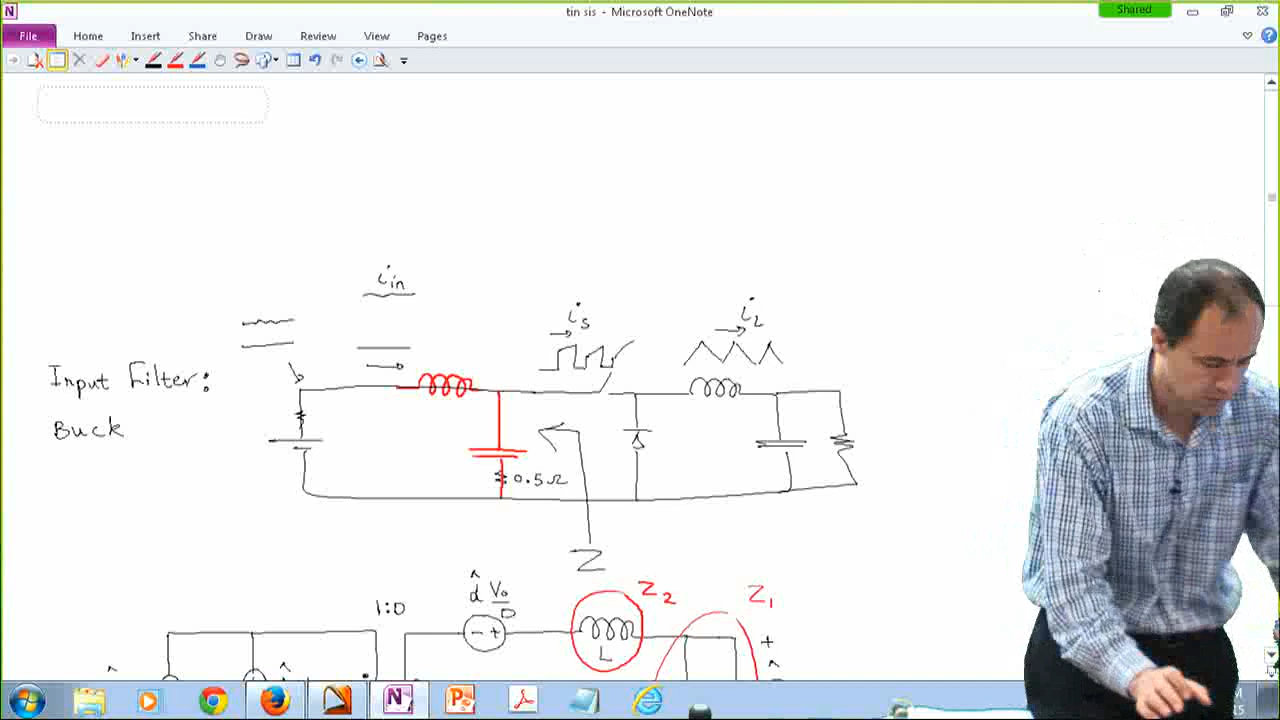 tin sis - Microsoft OneNote
Shared
File Home Insert Share Draw Review View Pages
i_in
i_s
i_L
Input Filter:
Buck
0.5Ω
Z
1:D
d̂ V_o/D
Z_2
Z_1
L
+